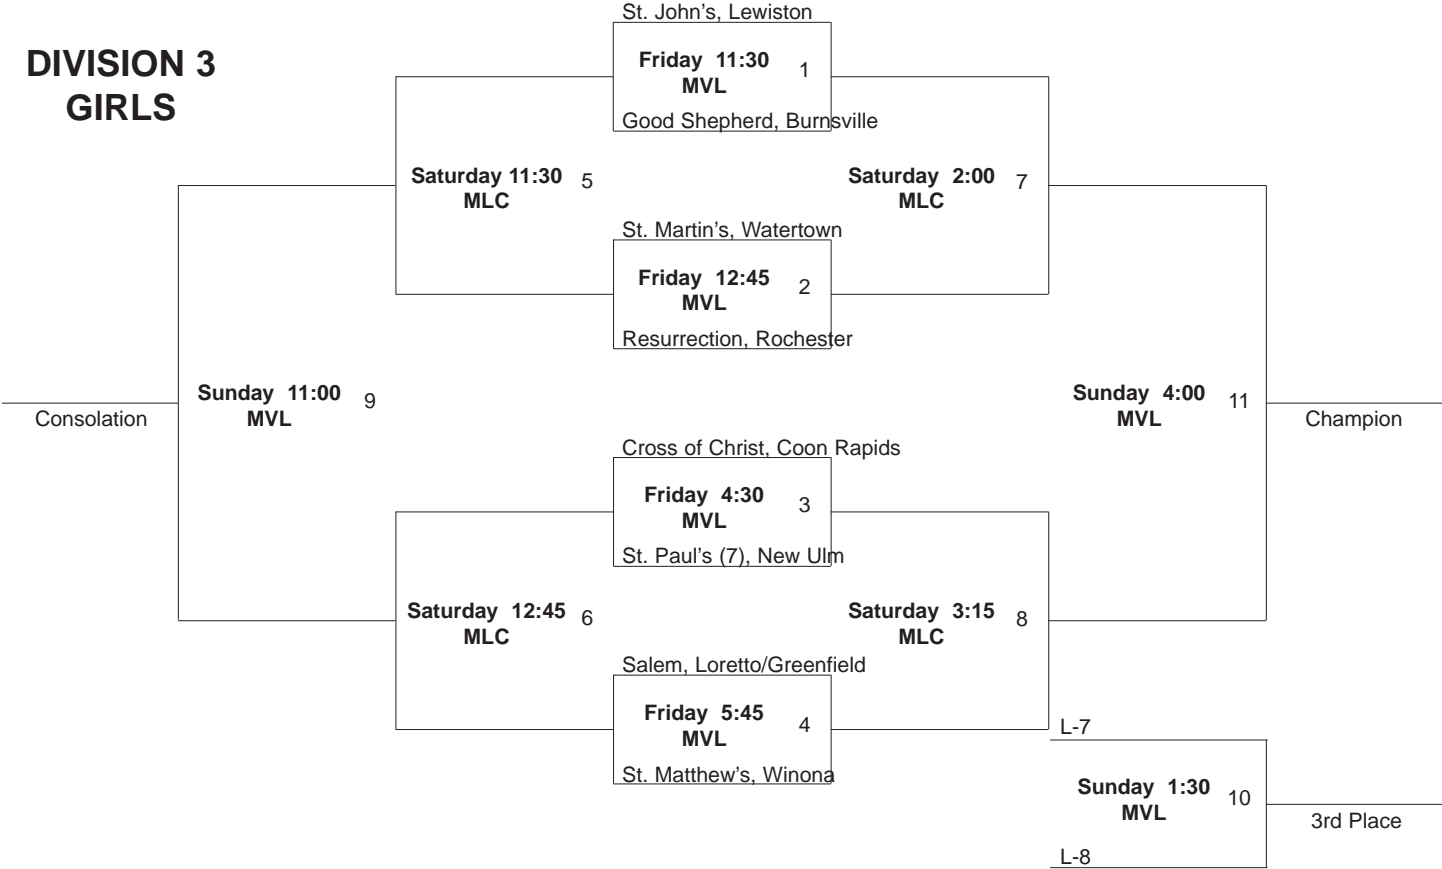 DIVISION 3
GIRLS
St. John's, Lewiston
Friday 11:30 1
MVL
Good Shepherd, Burnsville
Saturday 11:30 5
MLC
Saturday 2:00 7
MLC
St. Martin's, Watertown
Friday 12:45 2
MVL
Resurrection, Rochester
Sunday 11:00 9
MVL
Consolation
Sunday 4:00 11
MVL
Champion
Cross of Christ, Coon Rapids
Friday 4:30 3
MVL
St. Paul's (7), New Ulm
Saturday 12:45 6
MLC
Saturday 3:15 8
MLC
Salem, Loretto/Greenfield
Friday 5:45 4
MVL
St. Matthew's, Winona
L-7
Sunday 1:30 10
MVL
3rd Place
L-8